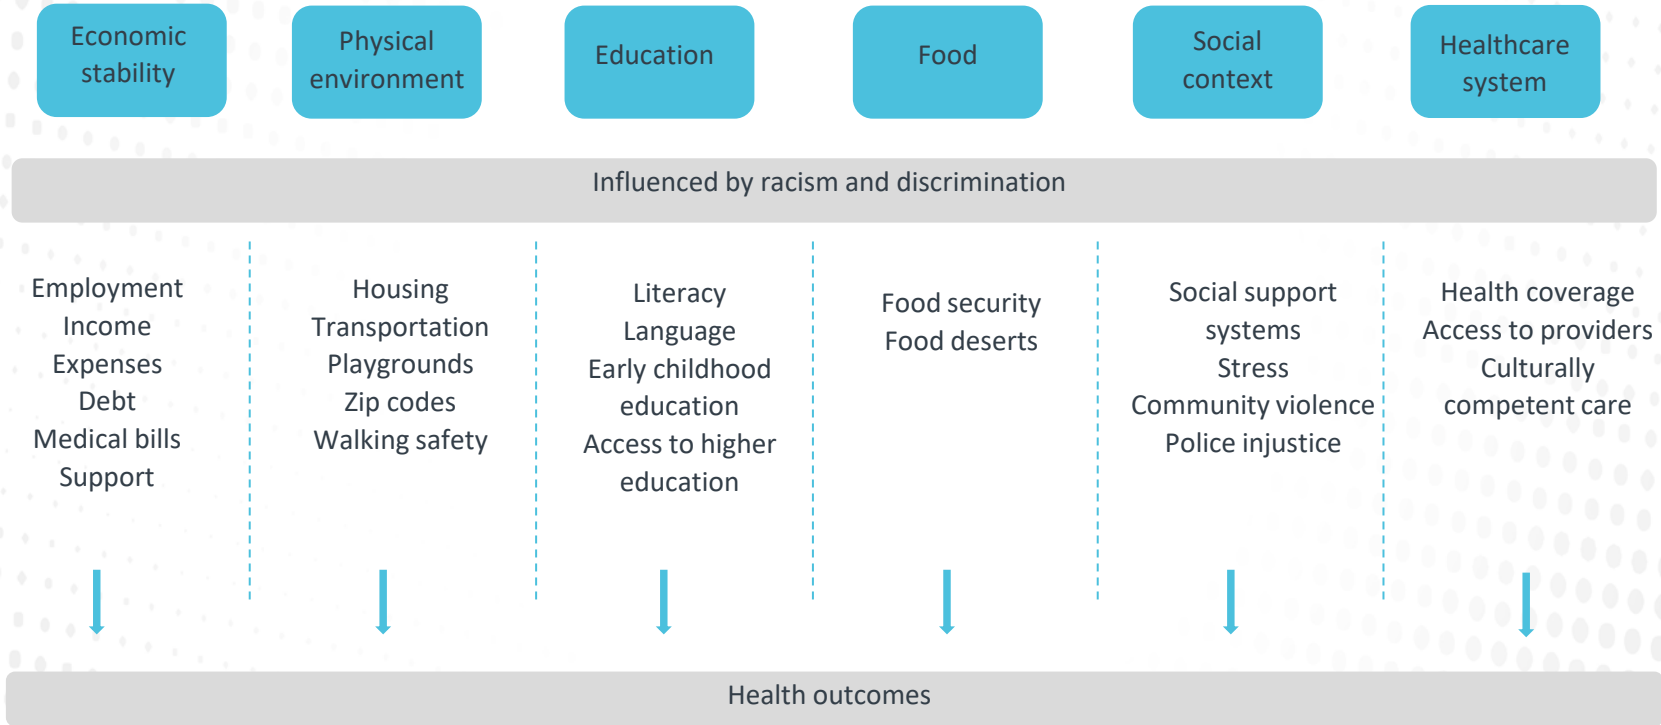 Economic
stability
Physical
environment
Education
Food
Social
context
Healthcare
system
Influenced by racism and discrimination
Employment
Income
Expenses
Debt
Medical bills
Support
Housing
Transportation
Playgrounds
Zip codes
Walking safety
Literacy
Language
Early childhood
education
Access to higher
education
Food security
Food deserts
Social support
systems
Stress
Community violence
Police injustice
Health coverage
Access to providers
Culturally
competent care
Health outcomes